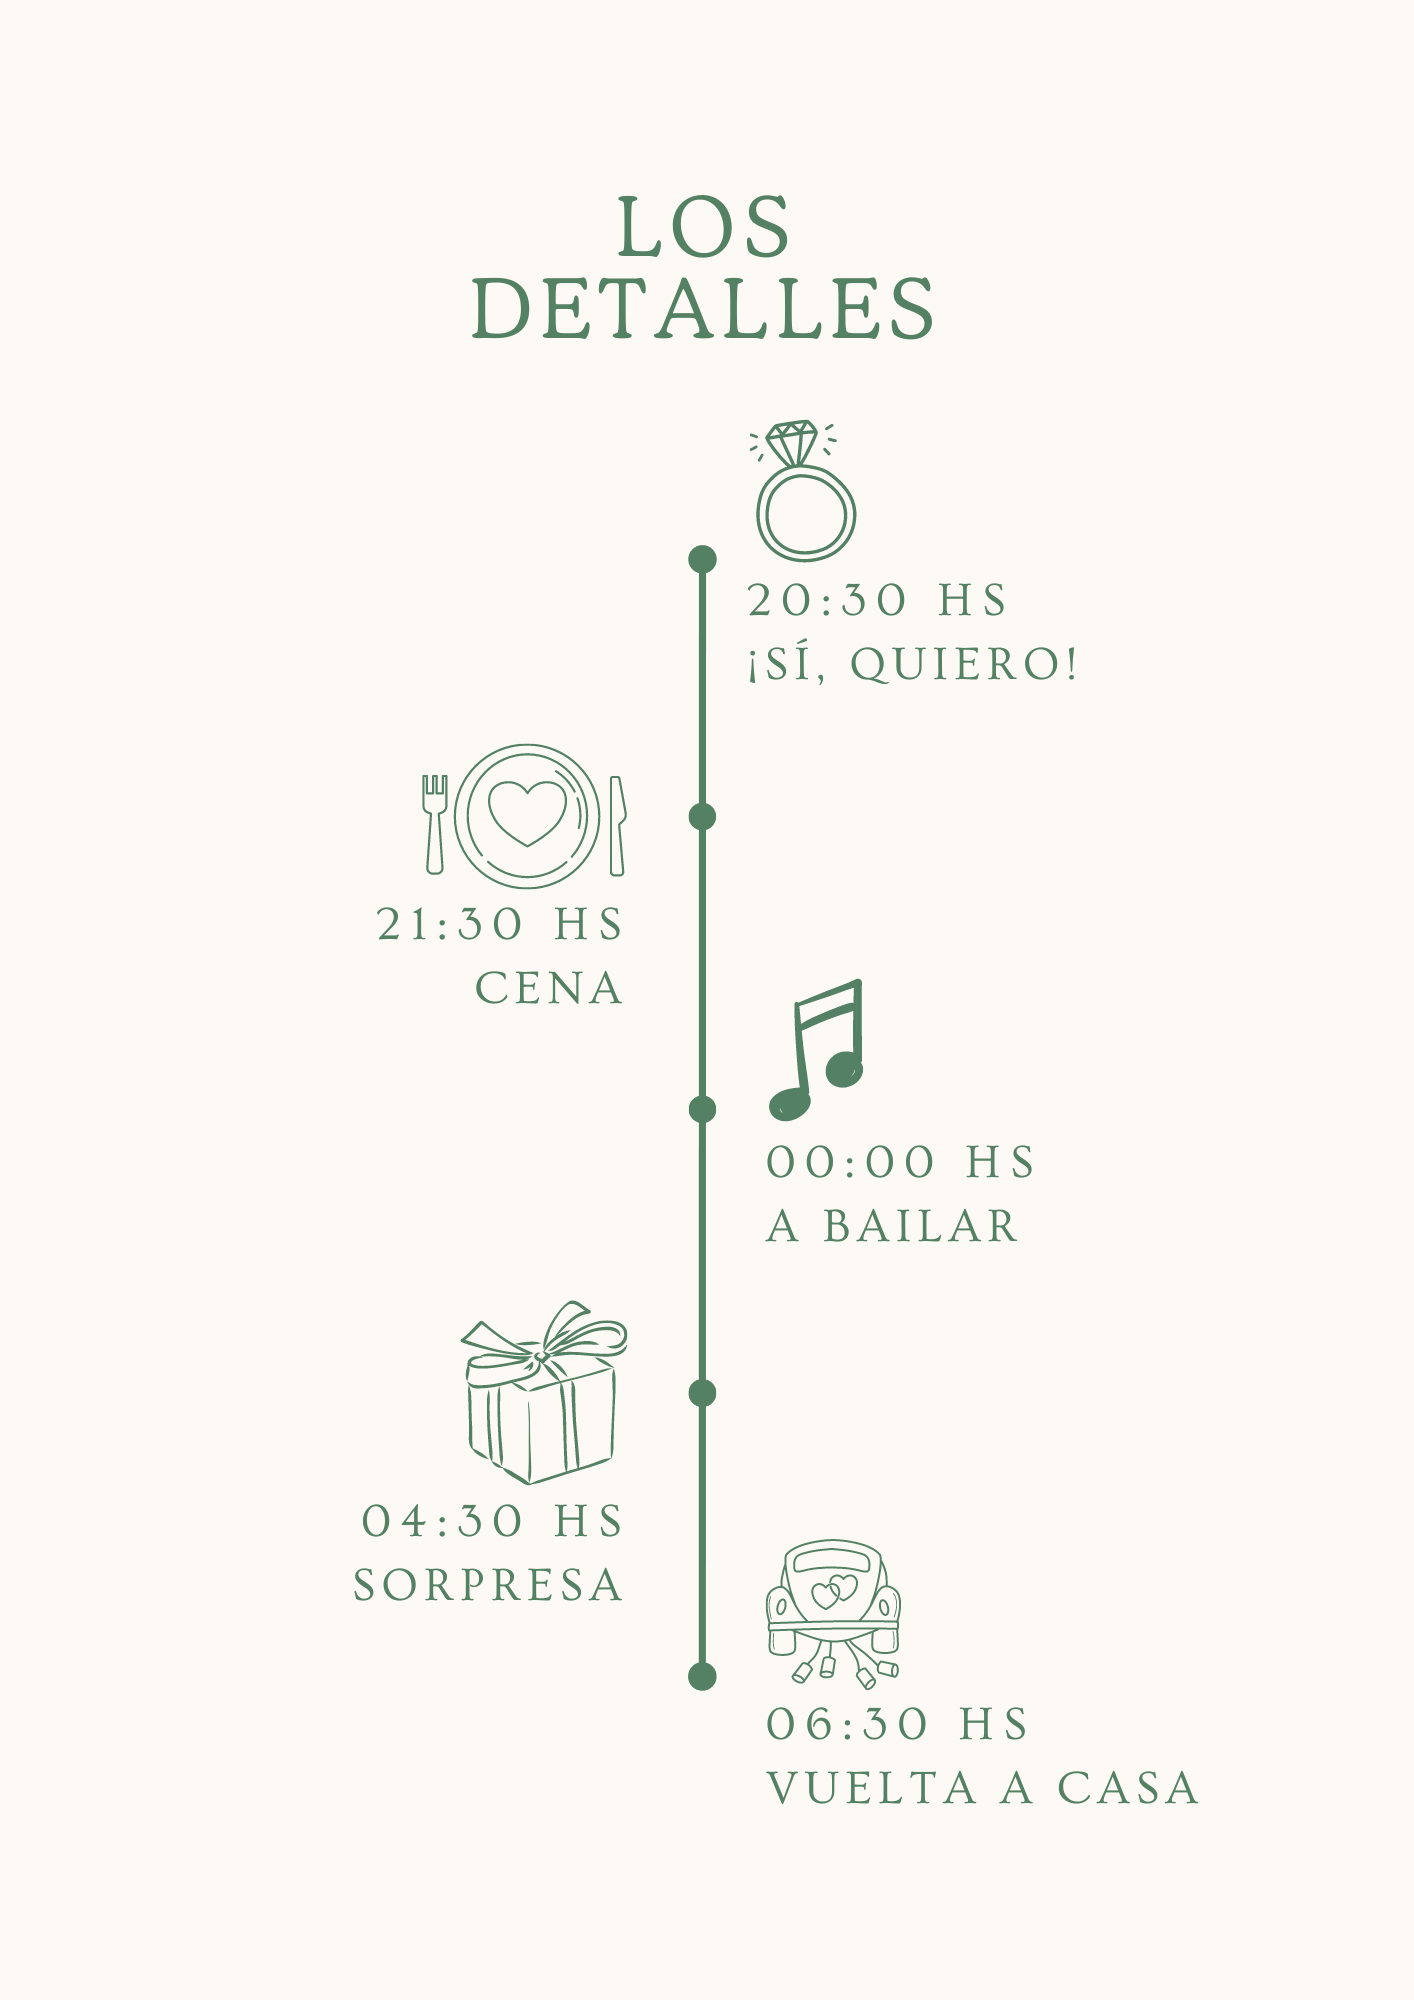 LOS
DETALLES
20:30 HS
¡SÍ, QUIERO!
21:30 HS
CENA
00:00 HS
A BAILAR
04:30 HS
SORPRESA
06:30 HS
VUELTA A CASA